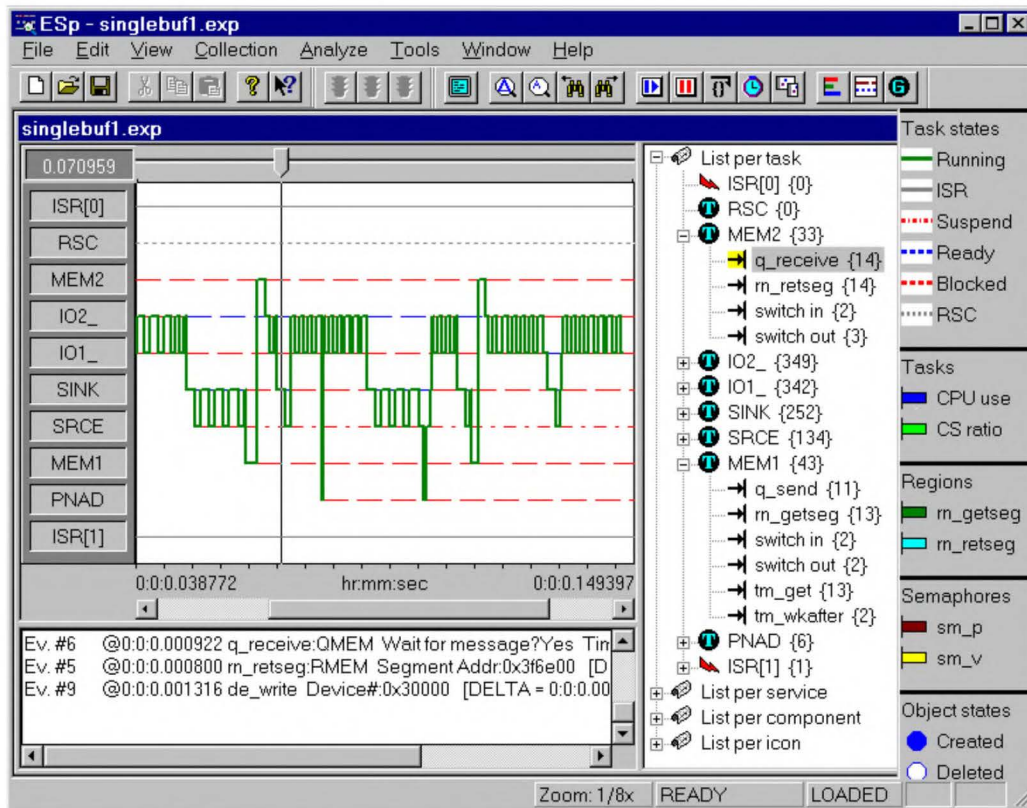 ESp - singlebuf1.exp
File Edit View Collection Analyze Tools Window Help
singlebuf1.exp
0.070959
ISR[0]
RSC
MEM2
IO2_
IO1_
SINK
SRCE
MEM1
PNAD
ISR[1]
0:0:0.038772 hr:mm:sec 0:0:0.149397
Ev. #6 @0:0:0.000922 q_receive:QMEM Wait for message?Yes Tim
Ev. #5 @0:0:0.000800 rn_retseg:RMEM Segment Addr:0x3f6e00 [D
Ev. #9 @0:0:0.001316 de_write Device#:0x30000 [DELTA = 0:0:0.00
List per task
ISR[0] {0}
RSC {0}
MEM2 {33}
q_receive {14}
rn_retseg {14}
switch in {2}
switch out {3}
IO2_ {349}
IO1_ {342}
SINK {252}
SRCE {134}
MEM1 {43}
q_send {11}
rn_getseg {13}
switch in {2}
switch out {2}
tm_get {13}
tm_wkafter {2}
PNAD {6}
ISR[1] {1}
List per service
List per component
List per icon
Task states
Running
ISR
Suspend
Ready
Blocked
RSC
Tasks
CPU use
CS ratio
Regions
rn_getseg
rn_retseg
Semaphores
sm_p
sm_v
Object states
Created
Deleted
Zoom: 1/8x READY LOADED